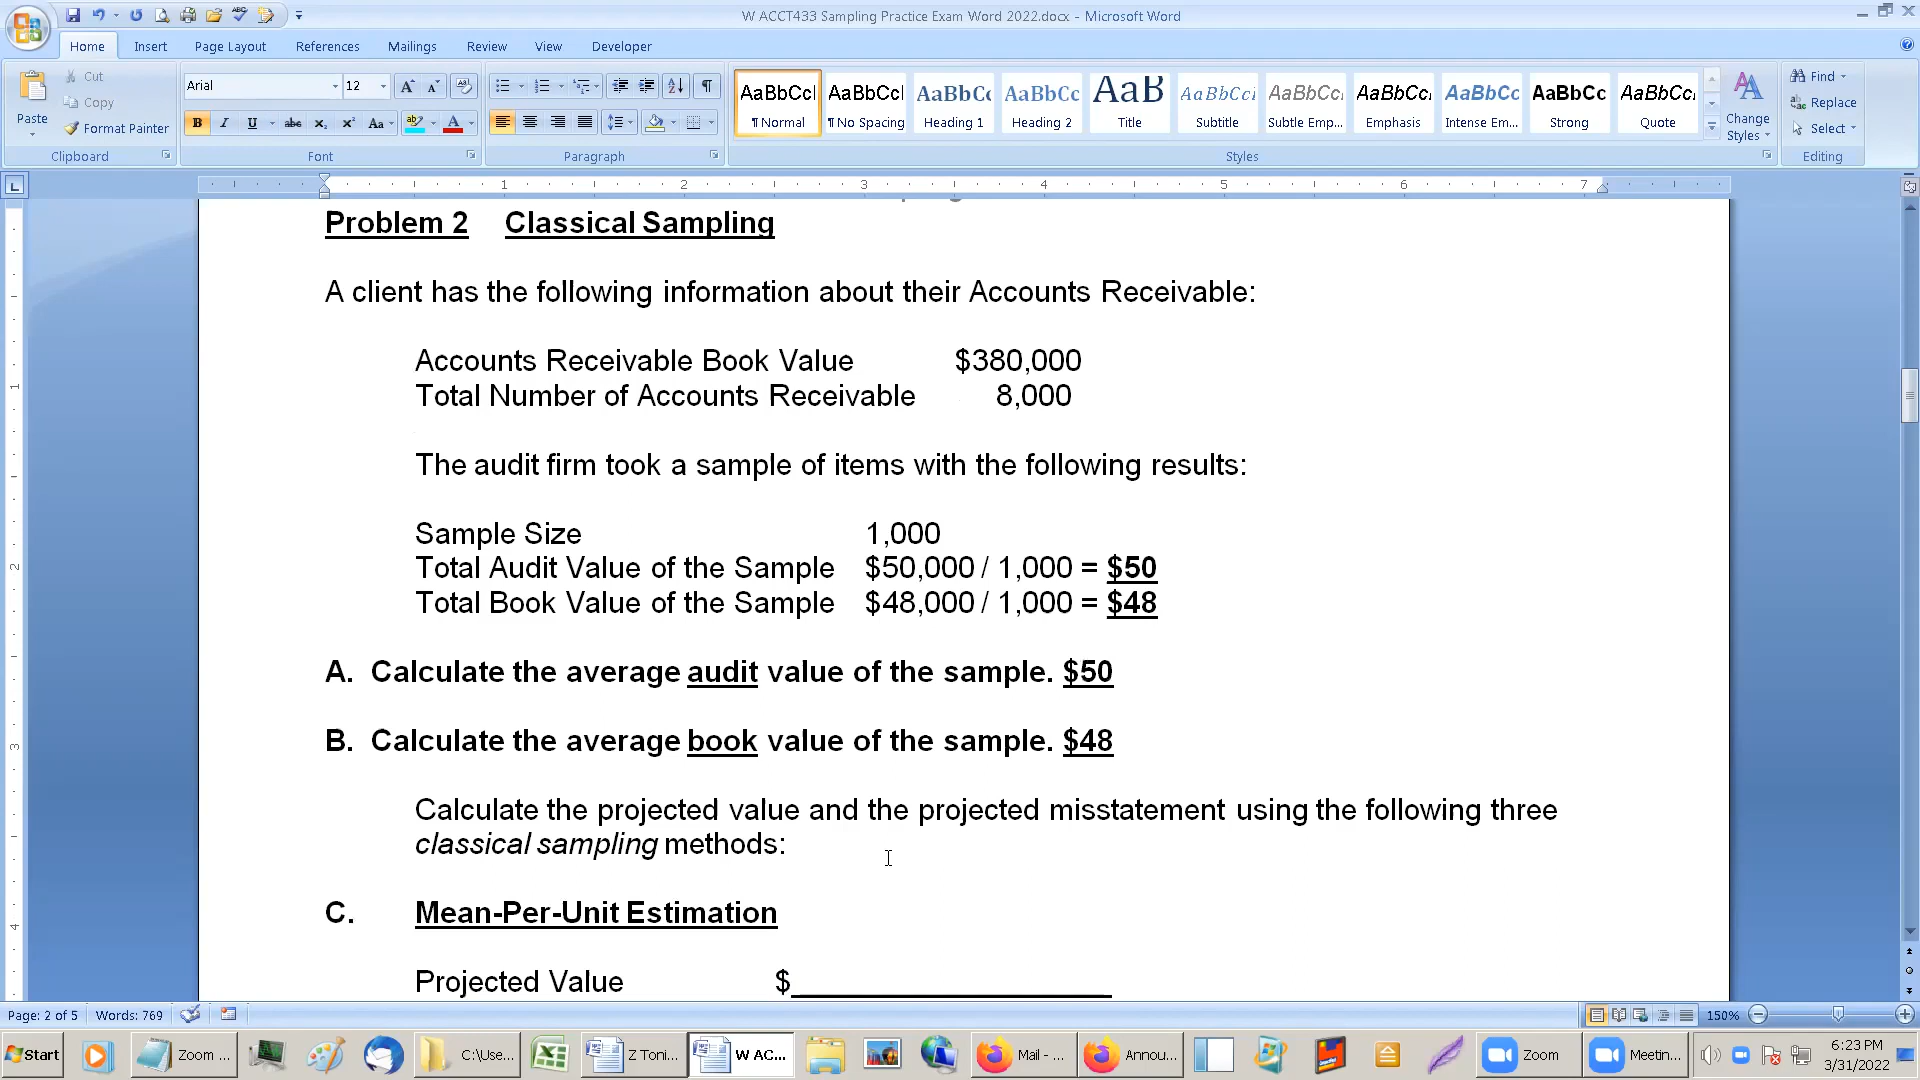 W ACCT433 Sampling Practice Exam Word 2022.docx - Microsoft Word
Home Insert Page Layout References Mailings Review View Developer
Paste Cut Copy Format Painter
Arial 12
AaBbCcI AaBbCcI AaBbCc AaBbCc AaB AaBbCcI AaBbCcI AaBbCcI AaBbCc AaBbCc AaBbCcI
¶ Normal ¶ No Spacing Heading 1 Heading 2 Title Subtitle Subtle Emp... Emphasis Intense Em... Strong Quote
Change Styles
Find
Replace
Select
Clipboard Font Paragraph Styles Editing
1 2 3 4 5 6 7
Problem 2 Classical Sampling
A client has the following information about their Accounts Receivable:
Accounts Receivable Book Value $380,000
Total Number of Accounts Receivable 8,000
The audit firm took a sample of items with the following results:
Sample Size 1,000
Total Audit Value of the Sample $50,000 / 1,000 = $50
Total Book Value of the Sample $48,000 / 1,000 = $48
A. Calculate the average audit value of the sample. $50
B. Calculate the average book value of the sample. $48
Calculate the projected value and the projected misstatement using the following three
classical sampling methods:
C. Mean-Per-Unit Estimation
Projected Value $____________________
Page: 2 of 5 Words: 769 150%
Start Zoom ... C:\Use... Z Toni... W AC... Mail - ... Annou... Zoom Meetin... 6:23 PM
3/31/2022